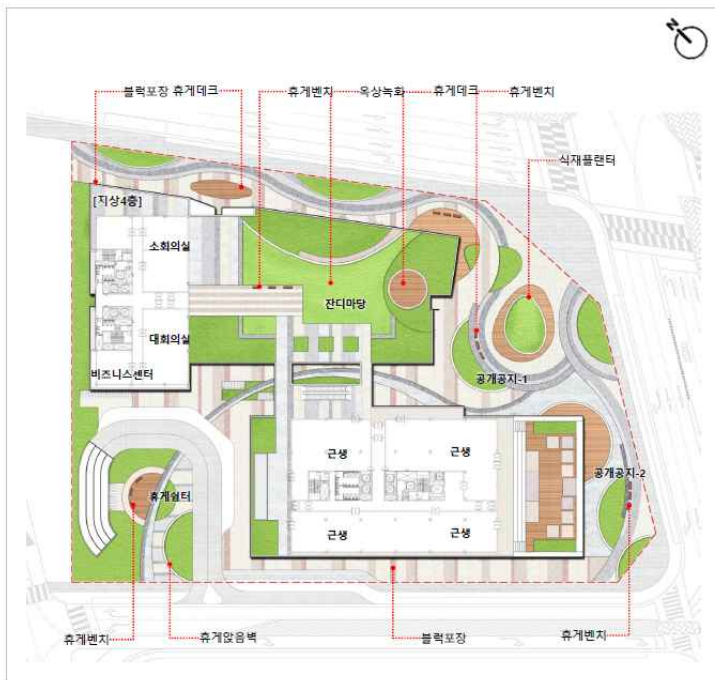 N
블럭포장 휴게데크 휴게벤치 옥상녹화 휴게데크 휴게벤치
식재플랜터
[지상4층]
소회의실
잔디마당
대회의실
비즈니스센터
공개공지-1
근생 근생
공개공지-2
휴게쉼터
근생 근생
휴게벤치 휴게앉음벽 블럭포장 휴게벤치